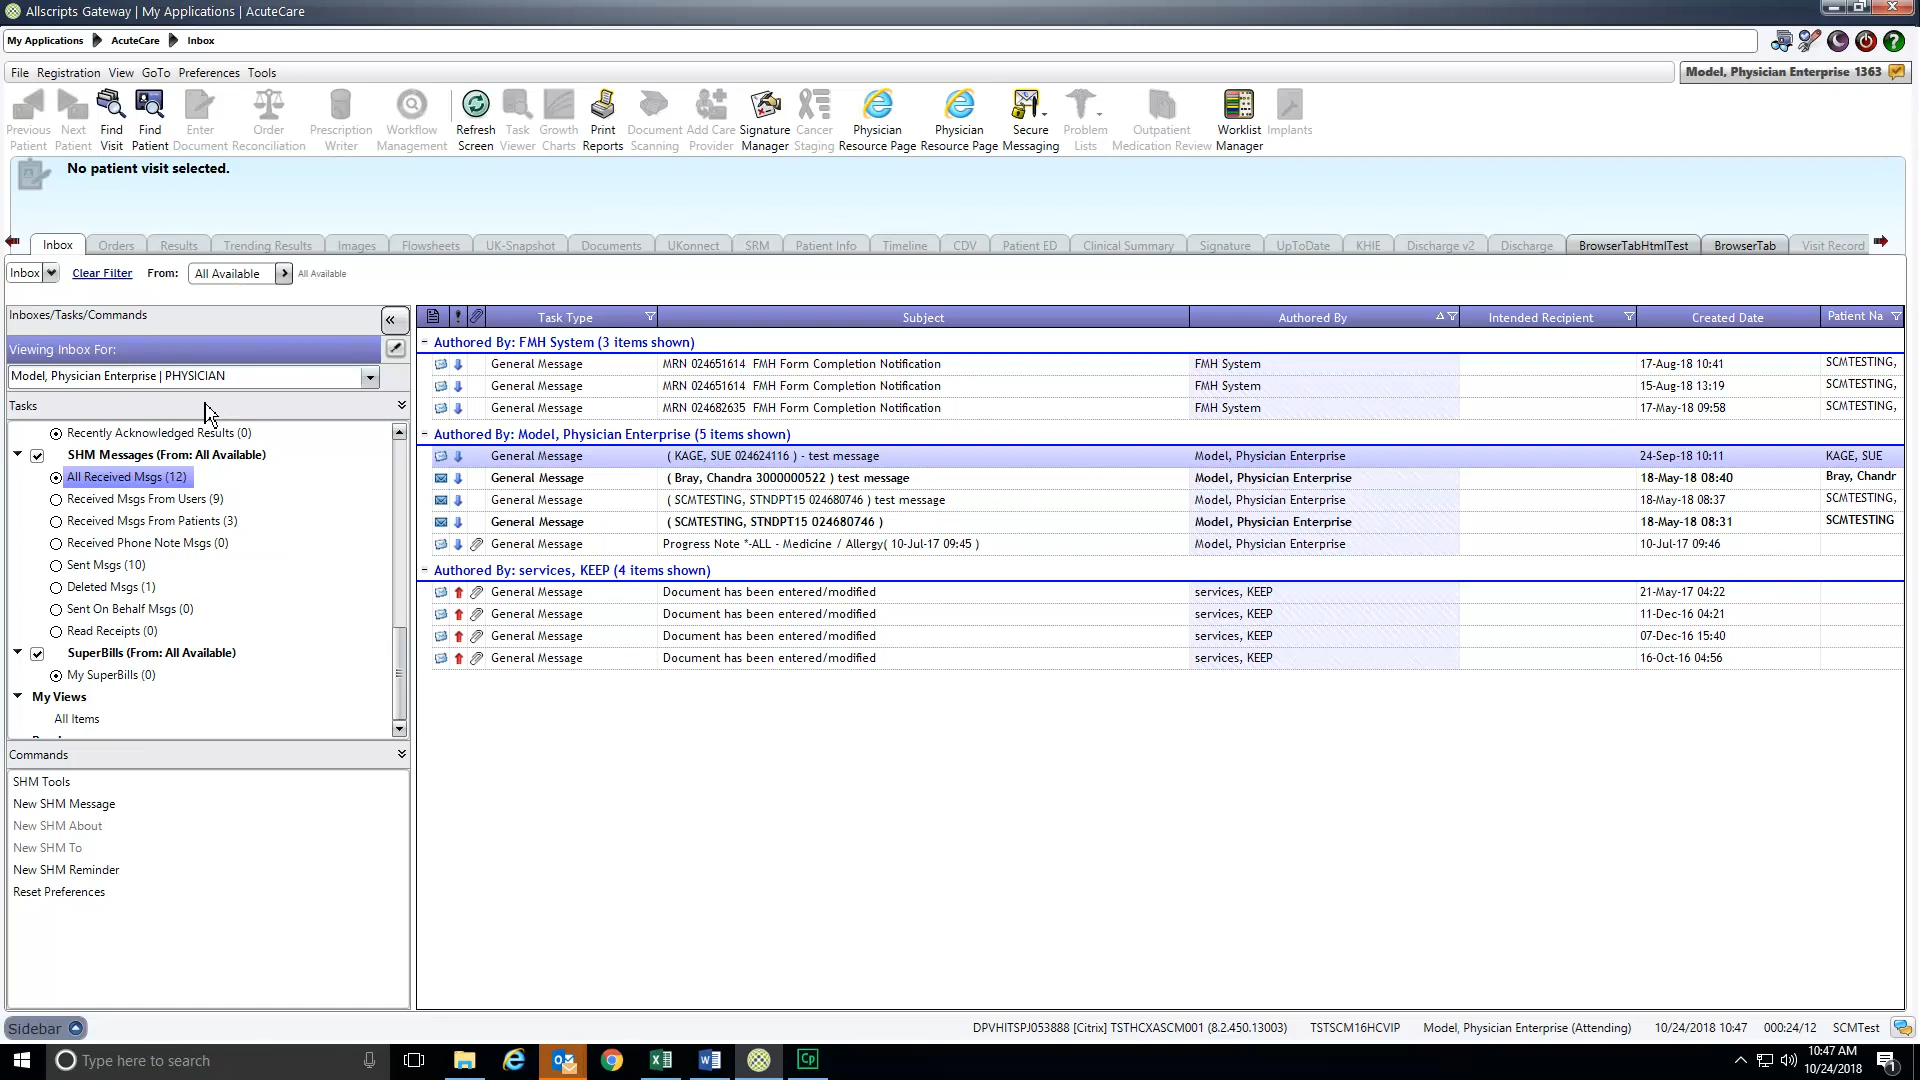 Allscripts Gateway | My Applications | AcuteCare
My Applications AcuteCare Inbox
File Registration View GoTo Preferences Tools
Model, Physician Enterprise 1363
Previous Patient
Next Patient
Find Visit
Find Patient
Enter Document
Order Reconciliation
Prescription Writer
Workflow Management
Refresh Screen
Task Viewer
Growth Charts
Print Reports
Document Scanning
Add Care Provider
Signature Manager
Cancer Staging
Physician Resource Page
Physician Resource Page
Secure Messaging
Problem Lists
Outpatient Medication Review
Worklist Manager
Implants
No patient visit selected.
Inbox Orders Results Trending Results Images Flowsheets UK-Snapshot Documents UKonnect SRM Patient Info Timeline CDV Patient ED Clinical Summary Signature UpToDate KHIE Discharge v2 Discharge BrowserTabHtmlTest BrowserTab Visit Record
Inbox Clear Filter From: All Available All Available
Inboxes/Tasks/Commands
Viewing Inbox For:
Model, Physician Enterprise | PHYSICIAN
Tasks
Recently Acknowledged Results (0)
SHM Messages (From: All Available)
All Received Msgs (12)
Received Msgs From Users (9)
Received Msgs From Patients (3)
Received Phone Note Msgs (0)
Sent Msgs (10)
Deleted Msgs (1)
Sent On Behalf Msgs (0)
Read Receipts (0)
SuperBills (From: All Available)
My SuperBills (0)
My Views
All Items
Commands
SHM Tools
New SHM Message
New SHM About
New SHM To
New SHM Reminder
Reset Preferences
Task Type Subject Authored By Intended Recipient Created Date Patient Na
Authored By: FMH System (3 items shown)
General Message MRN 024651614 FMH Form Completion Notification FMH System 17-Aug-18 10:41 SCMTESTING,
General Message MRN 024651614 FMH Form Completion Notification FMH System 15-Aug-18 13:19 SCMTESTING,
General Message MRN 024682635 FMH Form Completion Notification FMH System 17-May-18 09:58 SCMTESTING,
Authored By: Model, Physician Enterprise (5 items shown)
General Message ( KAGE, SUE 024624116 ) - test message Model, Physician Enterprise 24-Sep-18 10:11 KAGE, SUE
General Message ( Bray, Chandra 3000000522 ) test message Model, Physician Enterprise 18-May-18 08:40 Bray, Chandr
General Message ( SCMTESTING, STNDPT15 024680746 ) test message Model, Physician Enterprise 18-May-18 08:37 SCMTESTING,
General Message ( SCMTESTING, STNDPT15 024680746 ) Model, Physician Enterprise 18-May-18 08:31 SCMTESTING
General Message Progress Note *-ALL - Medicine / Allergy( 10-Jul-17 09:45 ) Model, Physician Enterprise 10-Jul-17 09:46
Authored By: services, KEEP (4 items shown)
General Message Document has been entered/modified services, KEEP 21-May-17 04:22
General Message Document has been entered/modified services, KEEP 11-Dec-16 04:21
General Message Document has been entered/modified services, KEEP 07-Dec-16 15:40
General Message Document has been entered/modified services, KEEP 16-Oct-16 04:56
Sidebar
DPVHITSPJ053888 [Citrix] TSTHCXASCM001 (8.2.450.13003) TSTSCM16HCVIP Model, Physician Enterprise (Attending) 10/24/2018 10:47 000:24/12 SCMTest
Type here to search
Cp
10:47 AM
10/24/2018
1